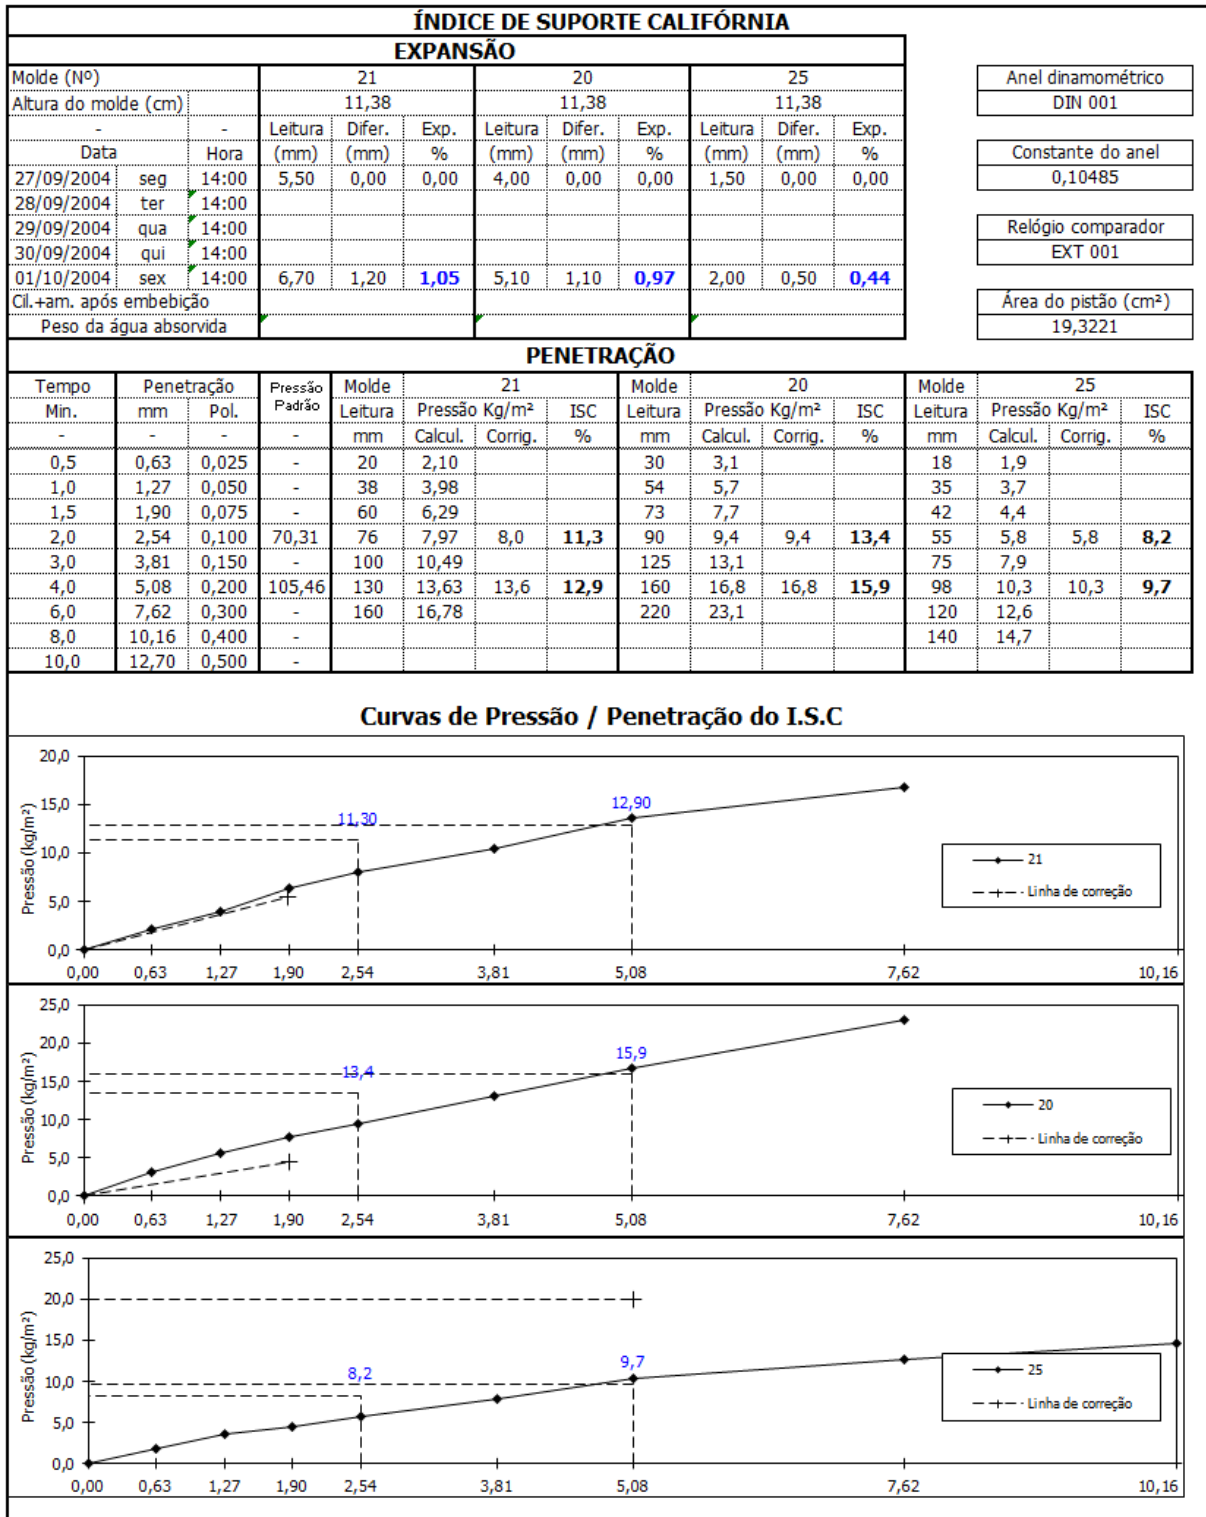 ÍNDICE DE SUPORTE CALIFÓRNIA
EXPANSÃO
Molde (Nº) 21 20 25
Altura do molde (cm) 11,38 11,38 11,38
- - Leitura Difer. Exp. Leitura Difer. Exp. Leitura Difer. Exp.
Data Hora (mm) (mm) % (mm) (mm) % (mm) (mm) %
27/09/2004 seg 14:00 5,50 0,00 0,00 4,00 0,00 0,00 1,50 0,00 0,00
28/09/2004 ter 14:00
29/09/2004 qua 14:00
30/09/2004 qui 14:00
01/10/2004 sex 14:00 6,70 1,20 1,05 5,10 1,10 0,97 2,00 0,50 0,44
Cil.+am. após embebição
Peso da água absorvida
Anel dinamométrico
DIN 001
Constante do anel
0,10485
Relógio comparador
EXT 001
Área do pistão (cm²)
19,3221
PENETRAÇÃO
Tempo Penetração Pressão Molde 21 Molde 20 Molde 25
Min. mm Pol. Padrão Leitura Pressão Kg/m² ISC Leitura Pressão Kg/m² ISC Leitura Pressão Kg/m² ISC
- - - - mm Calcul. Corrig. % mm Calcul. Corrig. % mm Calcul. Corrig. %
0,5 0,63 0,025 - 20 2,10 30 3,1 18 1,9
1,0 1,27 0,050 - 38 3,98 54 5,7 35 3,7
1,5 1,90 0,075 - 60 6,29 73 7,7 42 4,4
2,0 2,54 0,100 70,31 76 7,97 8,0 11,3 90 9,4 9,4 13,4 55 5,8 5,8 8,2
3,0 3,81 0,150 - 100 10,49 125 13,1 75 7,9
4,0 5,08 0,200 105,46 130 13,63 13,6 12,9 160 16,8 16,8 15,9 98 10,3 10,3 9,7
6,0 7,62 0,300 - 160 16,78 220 23,1 120 12,6
8,0 10,16 0,400 - 140 14,7
10,0 12,70 0,500 -
Curvas de Pressão / Penetração do I.S.C
Pressão (kg/m²)
20,0
15,0
10,0
5,0
0,0
11,30
12,90
21
Linha de correção
0,00 0,63 1,27 1,90 2,54 3,81 5,08 7,62 10,16
Pressão (kg/m²)
25,0
20,0
15,0
10,0
5,0
0,0
13,4
15,9
20
Linha de correção
0,00 0,63 1,27 1,90 2,54 3,81 5,08 7,62 10,16
Pressão (kg/m²)
25,0
20,0
15,0
10,0
5,0
0,0
8,2
9,7
25
Linha de correção
0,00 0,63 1,27 1,90 2,54 3,81 5,08 7,62 10,16